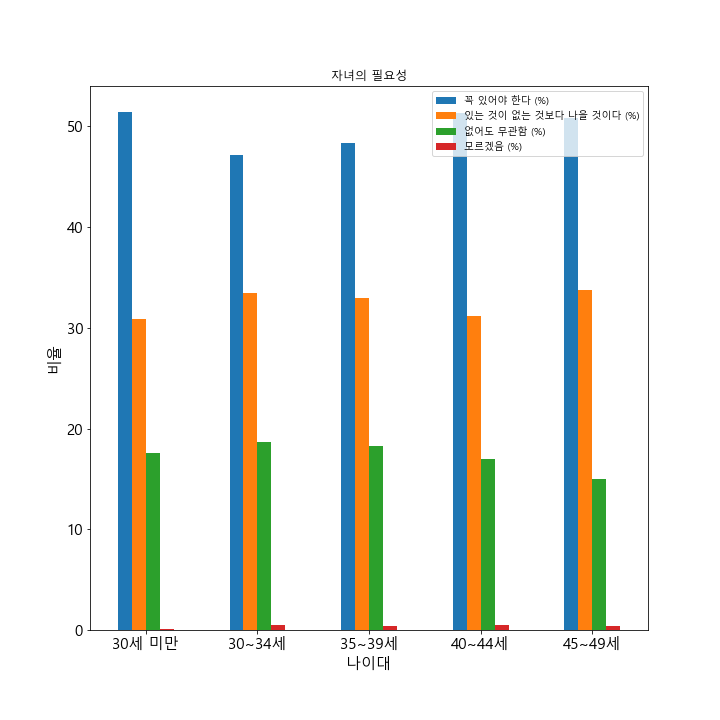 자녀의 필요성
꼭 있어야 한다 (%)
있는 것이 없는 것보다 나을 것이다 (%)
없어도 무관함 (%)
모르겠음 (%)
비율
50
40
30
20
10
0
30세 미만
30~34세
35~39세
40~44세
45~49세
나이대